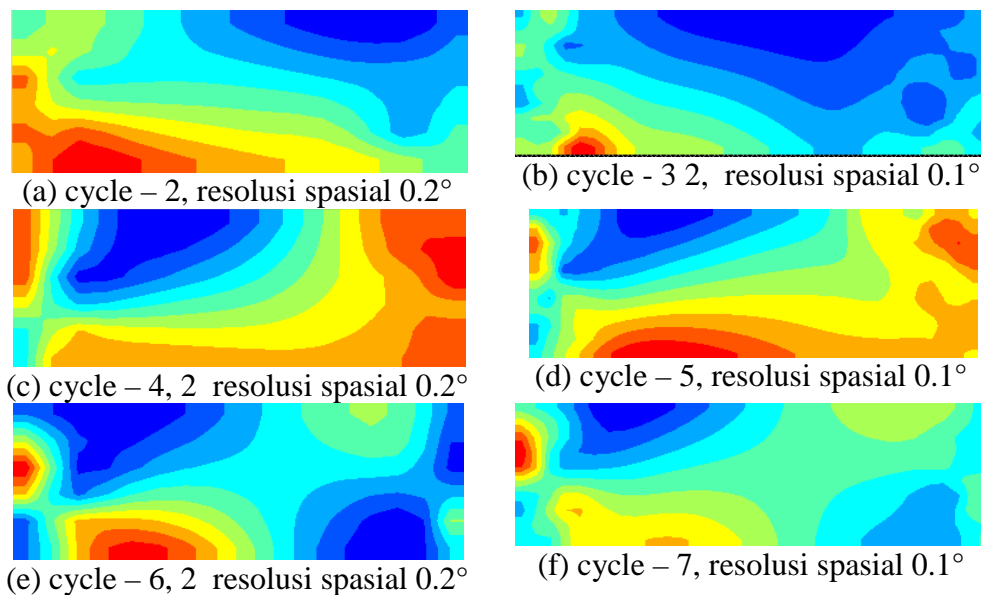 (a) cycle – 2, resolusi spasial 0.2°
(b) cycle - 3 2, resolusi spasial 0.1°
(c) cycle – 4, 2 resolusi spasial 0.2°
(d) cycle – 5, resolusi spasial 0.1°
(e) cycle – 6, 2 resolusi spasial 0.2°
(f) cycle – 7, resolusi spasial 0.1°